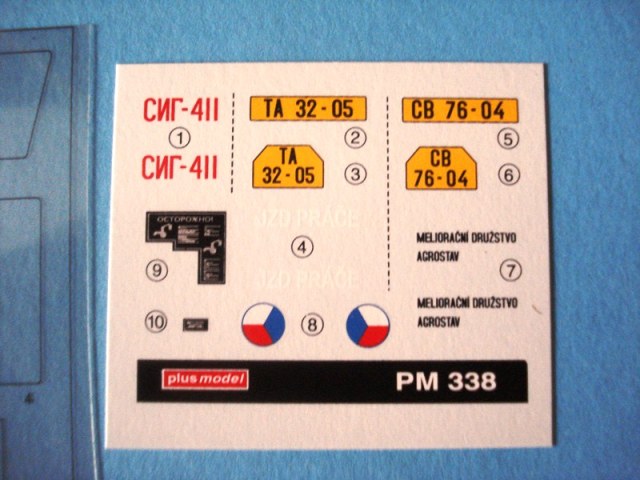 СИГ-411
TA 32-05
CB 76-04
1
2
5
СИГ-411
TA
32-05
3
CB
76-04
6
ОСТОРОЖНО!
JZD PRÁCE
4
MELIORAČNÍ DRUŽSTVO
AGROSTAV
7
9
JZD PRÁCE
MELIORAČNÍ DRUŽSTVO
AGROSTAV
10
8
plus model
PM 338
4